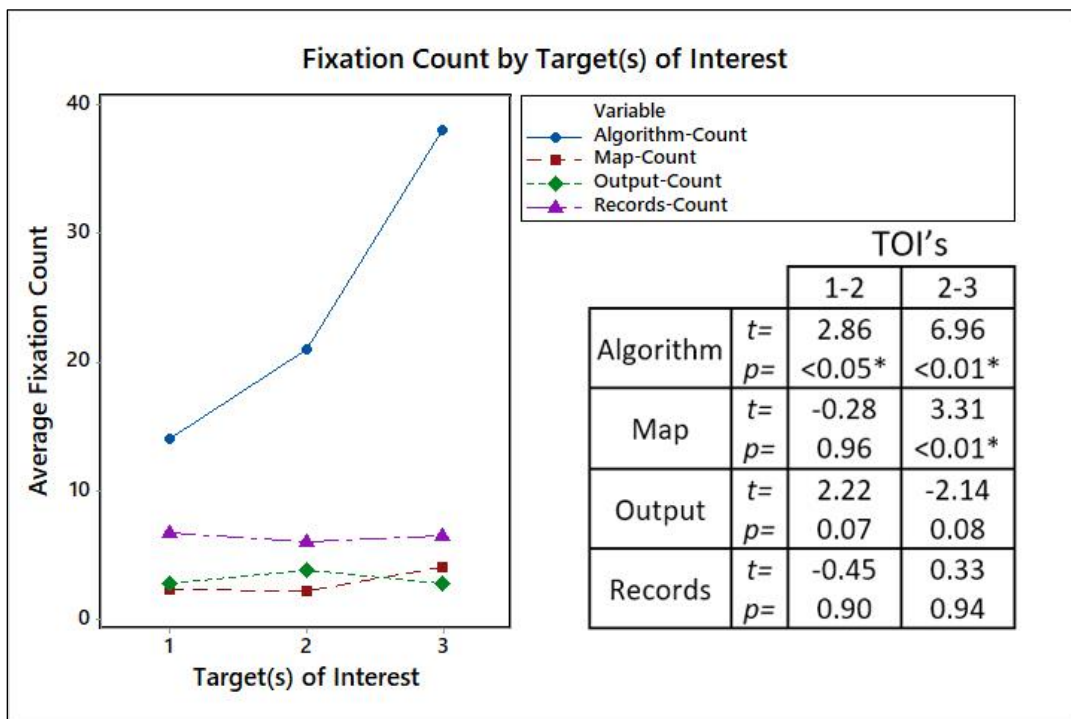 Fixation Count by Target(s) of Interest
40
30
20
10
0
Average Fixation Count
1 2 3
Target(s) of Interest
Variable
Algorithm-Count
Map-Count
Output-Count
Records-Count
TOI's
1-2 2-3
Algorithm t= 2.86 6.96
p= <0.05* <0.01*
Map t= -0.28 3.31
p= 0.96 <0.01*
Output t= 2.22 -2.14
p= 0.07 0.08
Records t= -0.45 0.33
p= 0.90 0.94